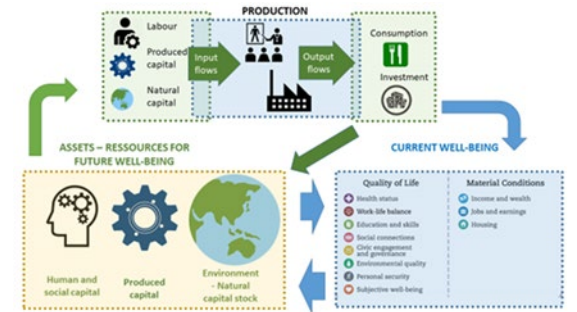 PRODUCTION
Labour
Produced
capital
Natural
capital
Input
flows
Output
flows
Consumption
Investment
ASSETS – RESSOURCES FOR
FUTURE WELL-BEING
CURRENT WELL-BEING
Human and
social capital
Produced
capital
Environment
- Natural
capital stock
Quality of Life
Health status
Work-life balance
Education and skills
Social connections
Civic engagement
and governance
Environmental quality
Personal security
Subjective well-being
Material Conditions
Income and wealth
Jobs and earnings
Housing